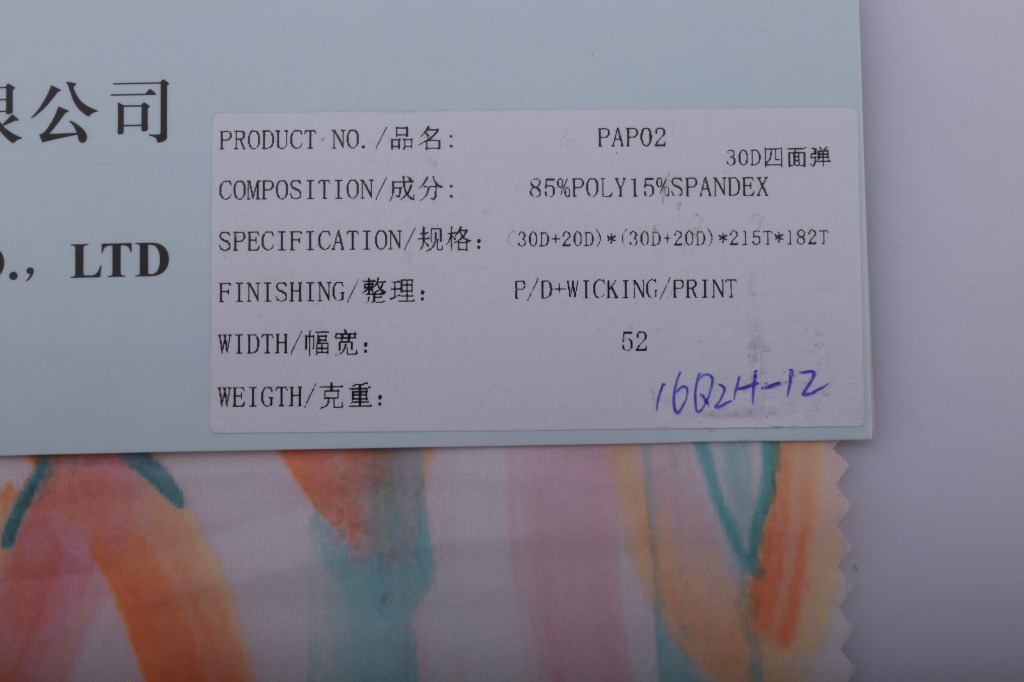 限公司
O., LTD
PRODUCT NO./品名: PAP02
30D四面弹
COMPOSITION/成分: 85%POLY15%SPANDEX
SPECIFICATION/规格: (30D+20D)*(30D+20D)*215T*182T
FINISHING/整理: P/D+WICKING/PRINT
WIDTH/幅宽: 52
WEIGTH/克重:
16Q2H-12